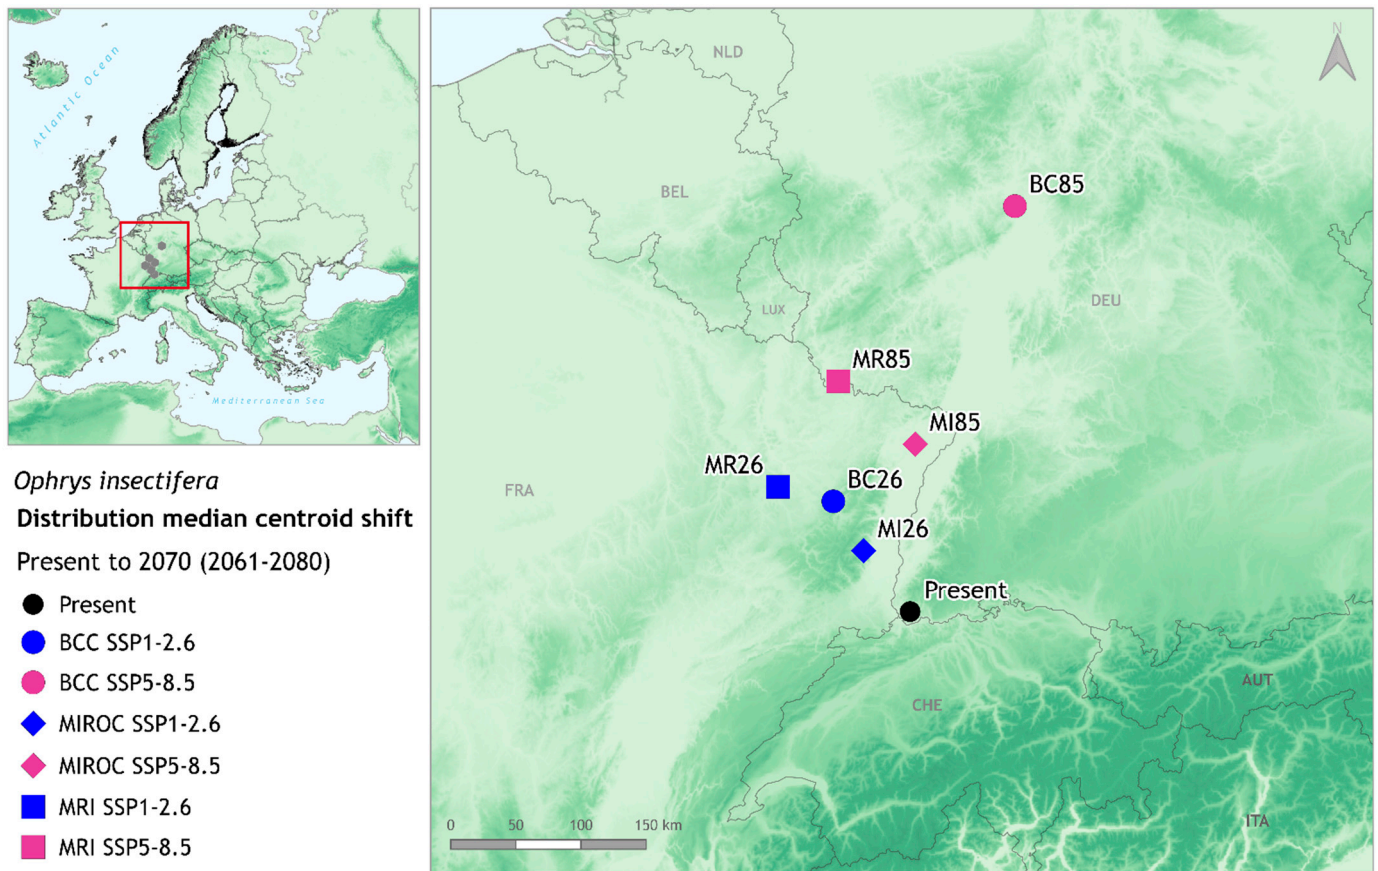 Atlantic Ocean
Mediterranean Sea
Ophrys insectifera
Distribution median centroid shift
Present to 2070 (2061-2080)
Present
BCC SSP1-2.6
BCC SSP5-8.5
MIROC SSP1-2.6
MIROC SSP5-8.5
MRI SSP1-2.6
MRI SSP5-8.5
N
NLD
BEL
BC85
DEU
LUX
MR85
MI85
MR26
BC26
FRA
MI26
Present
AUT
CHE
ITA
0 50 100 150 km